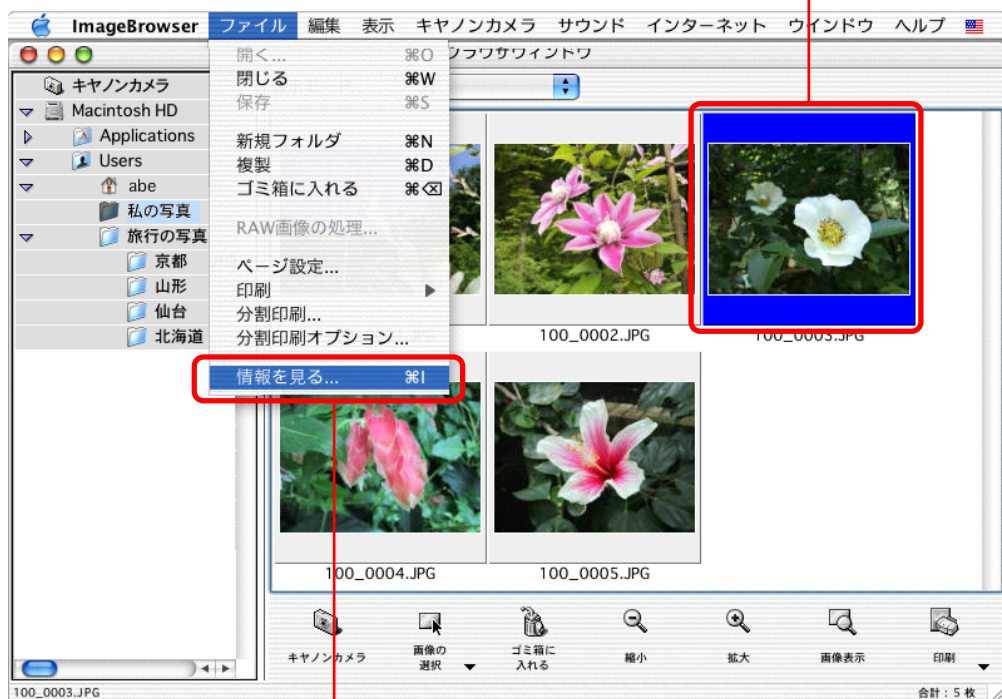 ImageBrowser ファイル 編集 表示 キヤノンカメラ サウンド インターネット ウインドウ ヘルプ
開く... ⌘O
閉じる ⌘W
保存 ⌘S
新規フォルダ ⌘N
複製 ⌘D
ゴミ箱に入れる ⌘⌫
RAW画像の処理...
ページ設定...
印刷 ▶
分割印刷...
分割印刷オプション...
情報を見る... ⌘I
キヤノンカメラ
Macintosh HD
Applications
Users
abe
私の写真
旅行の写真
京都
山形
仙台
北海道
100_0002.JPG
100_0003.JPG
100_0004.JPG
100_0005.JPG
キヤノンカメラ
画像の
選択
ゴミ箱に
入れる
縮小
拡大
画像表示
印刷
100_0003.JPG
合計：5 枚